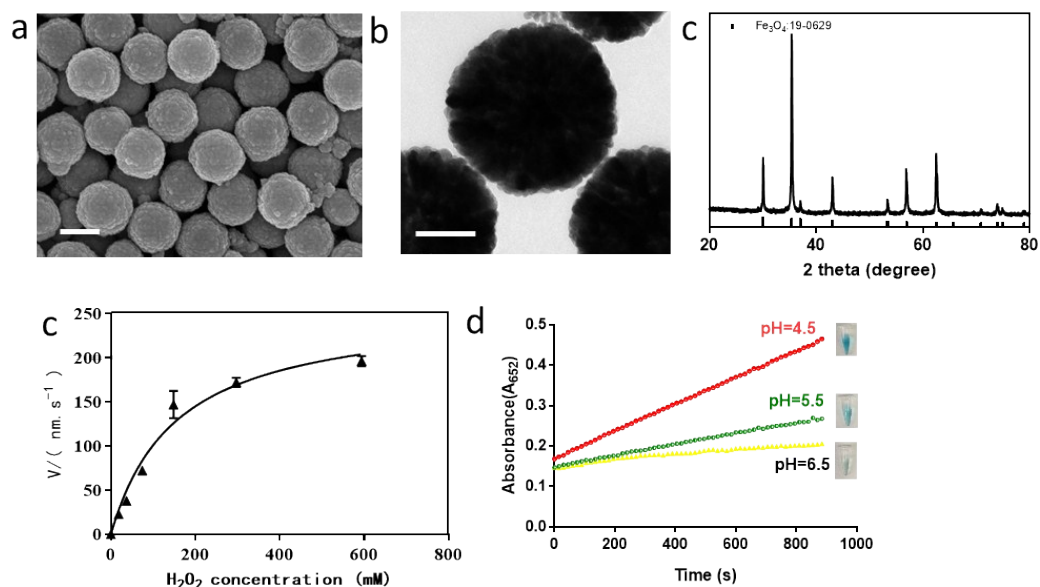 a
b
c
Fe₃O₄:19-0629
20
40
60
80
2 theta (degree)
c
250
200
150
100
50
0
V/( nm. s⁻¹ )
0
200
400
600
800
H₂O₂ concentration (mM)
d
0.5
0.4
0.3
0.2
0.1
0.0
Absorbance(A₆₅₂)
pH=4.5
pH=5.5
pH=6.5
0
200
400
600
800
1000
Time (s)